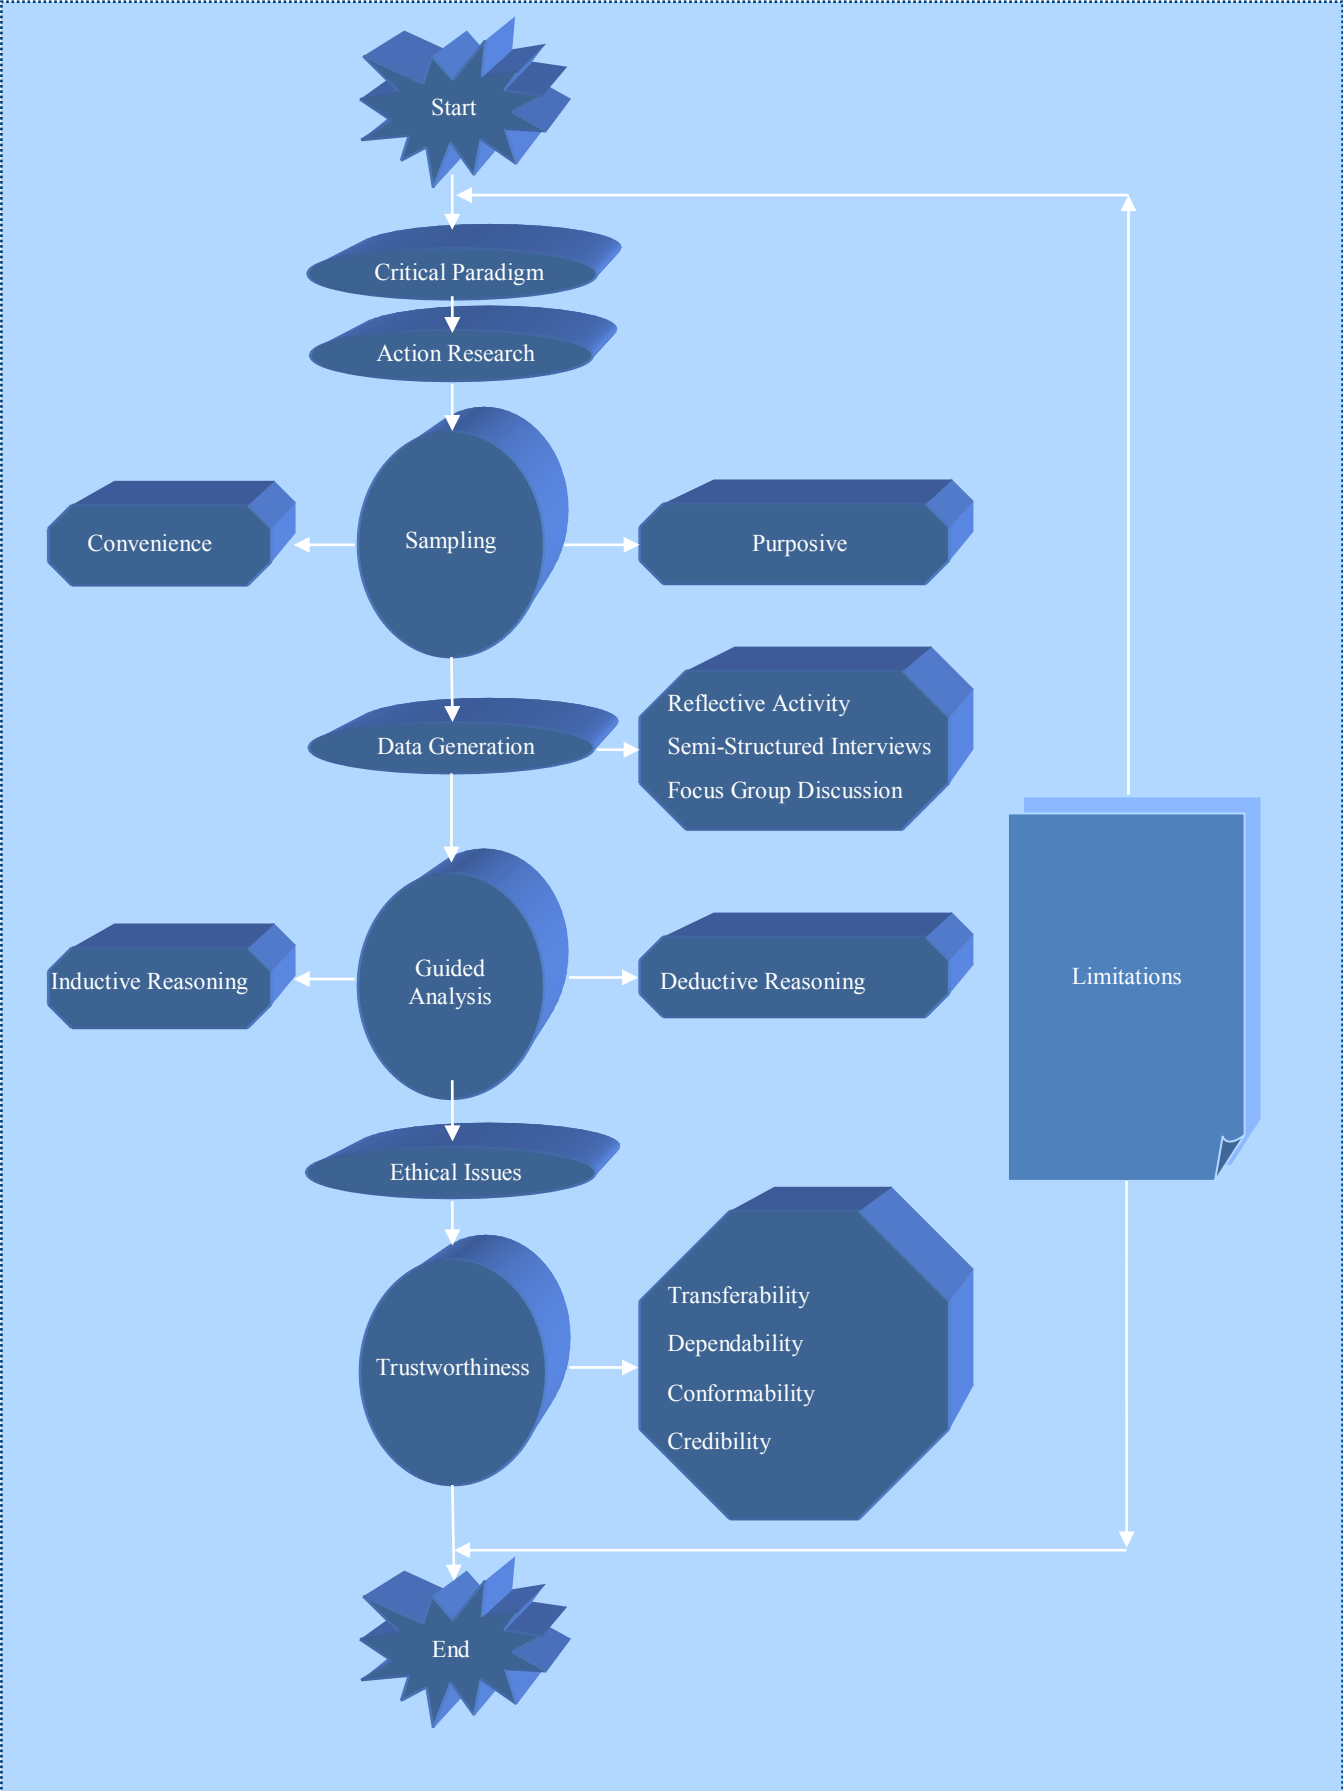 Start
Critical Paradigm
Action Research
Convenience
Sampling
Purposive
Reflective Activity
Semi-Structured Interviews
Focus Group Discussion
Data Generation
Inductive Reasoning
Guided
Analysis
Deductive Reasoning
Limitations
Ethical Issues
Trustworthiness
Transferability
Dependability
Conformability
Credibility
End